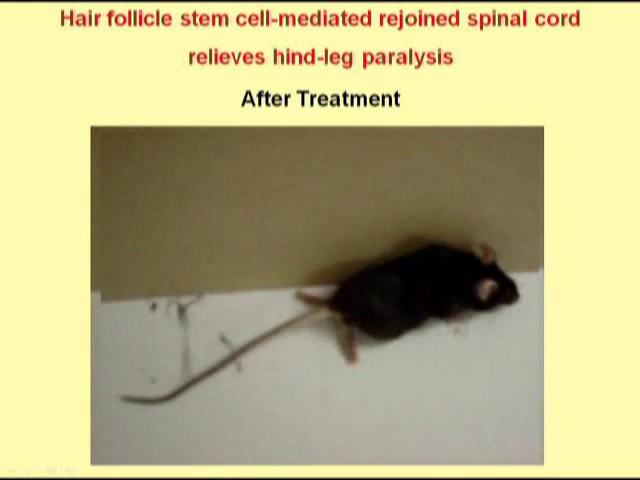 Hair follicle stem cell-mediated rejoined spinal cord
relieves hind-leg paralysis
After Treatment